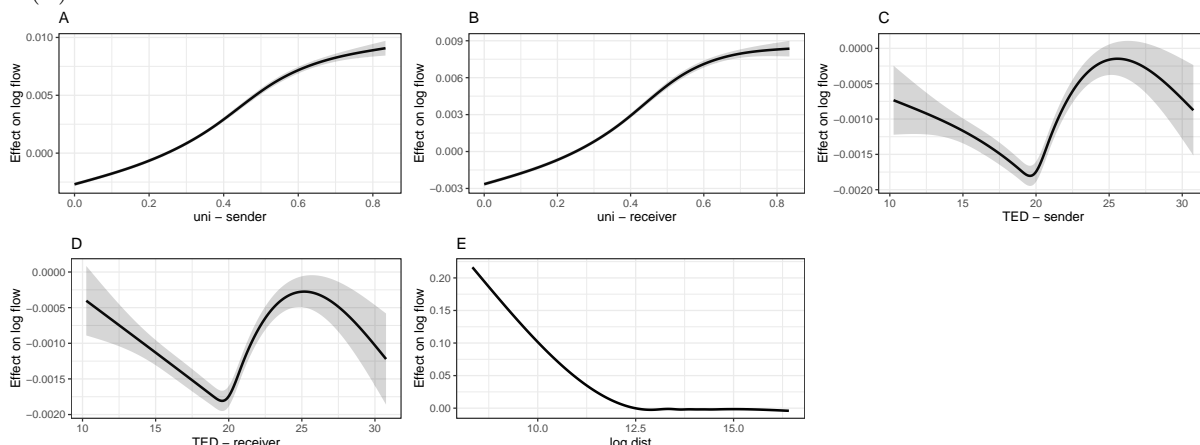 A
Effect on log flow
0.010
0.005
0.000
0.0 0.2 0.4 0.6 0.8
uni − sender
B
Effect on log flow
0.009
0.006
0.003
0.000
−0.003
0.0 0.2 0.4 0.6 0.8
uni − receiver
C
Effect on log flow
0.0000
−0.0005
−0.0010
−0.0015
−0.0020
10 15 20 25 30
TED − sender
D
Effect on log flow
0.0000
−0.0005
−0.0010
−0.0015
−0.0020
10 15 20 25 30
TED − receiver
E
Effect on log flow
0.20
0.15
0.10
0.05
0.00
10.0 12.5 15.0
log dist